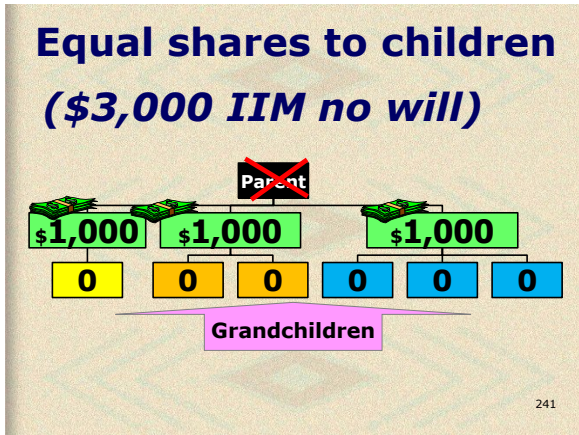 Equal shares to children
($3,000 IIM no will)
Parent
$1,000 $1,000 $1,000
0 0 0 0 0 0
Grandchildren
241